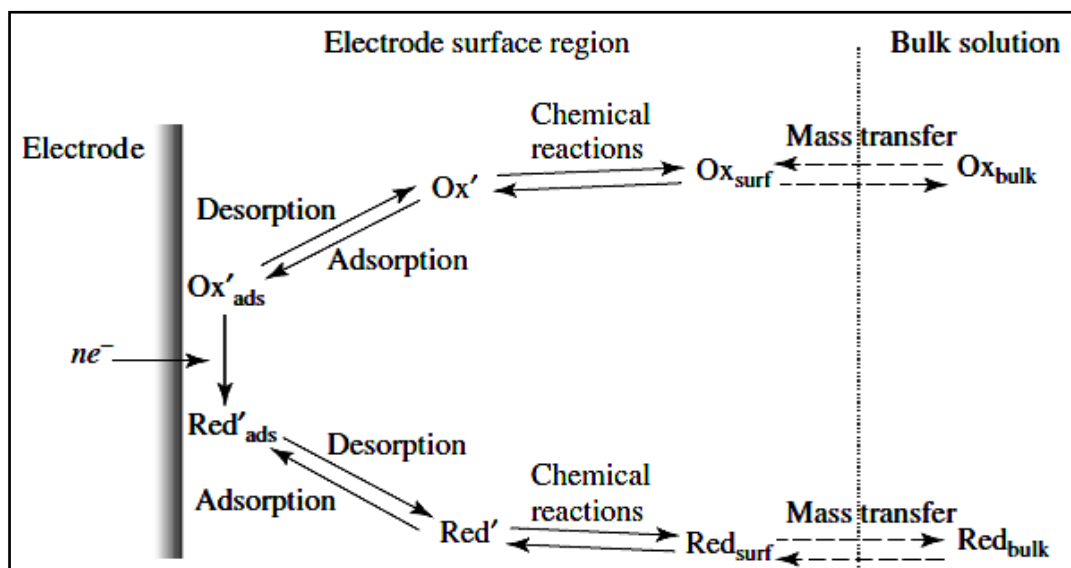 Electrode surface region
Bulk solution
Electrode
Chemical
reactions
Mass transfer
Ox′
Ox_surf
Ox_bulk
Desorption
Adsorption
Ox′_ads
ne⁻
Red′_ads
Desorption
Adsorption
Chemical
reactions
Mass transfer
Red′
Red_surf
Red_bulk